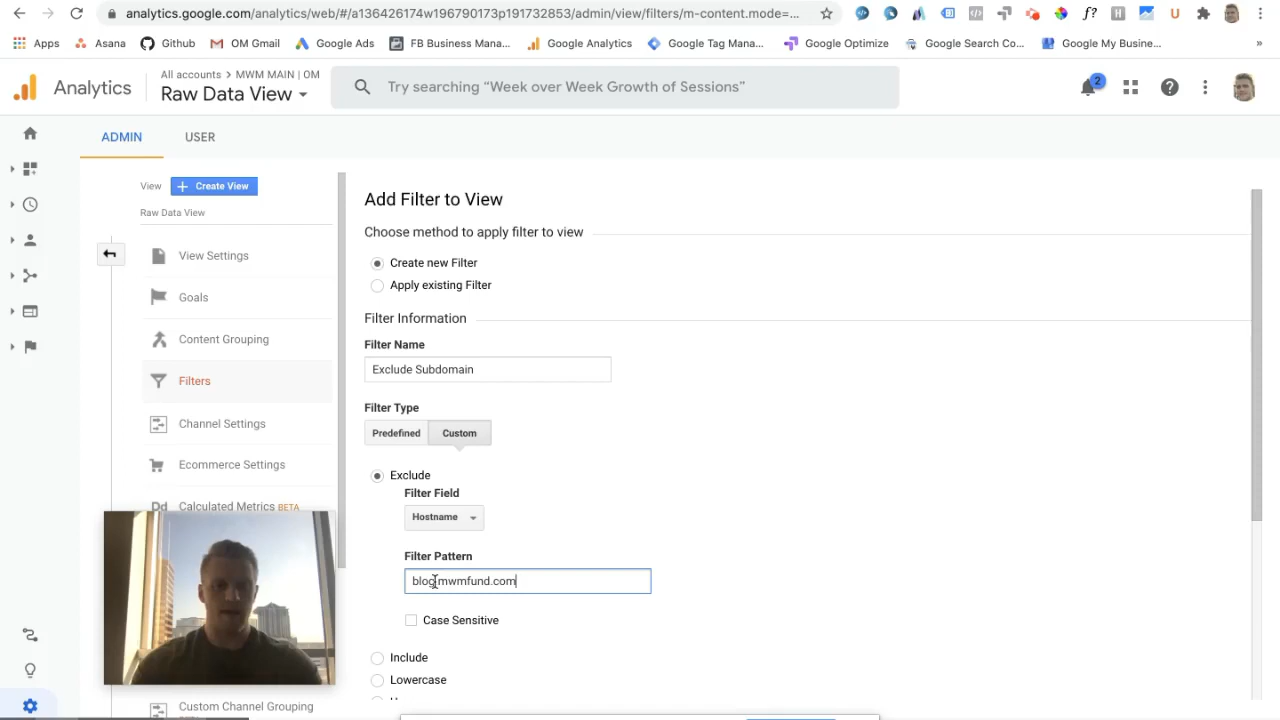 analytics.google.com/analytics/web/#/a136426174w196790173p191732853/admin/view/filters/m-content.mode=...
Apps Asana Github OM Gmail Google Ads FB Business Mana... Google Analytics Google Tag Mana... Google Optimize Google Search Co... Google My Busine... »
Analytics
All accounts > MWM MAIN | OM
Raw Data View
Try searching “Week over Week Growth of Sessions”
2
ADMIN USER
View + Create View
Raw Data View
View Settings
Goals
Content Grouping
Filters
Channel Settings
Ecommerce Settings
Dd Calculated Metrics BETA
Custom Channel Grouping
Add Filter to View
Choose method to apply filter to view
Create new Filter
Apply existing Filter
Filter Information
Filter Name
Exclude Subdomain
Filter Type
Predefined Custom
Exclude
Filter Field
Hostname
Filter Pattern
blog.mwmfund.com
Case Sensitive
Include
Lowercase